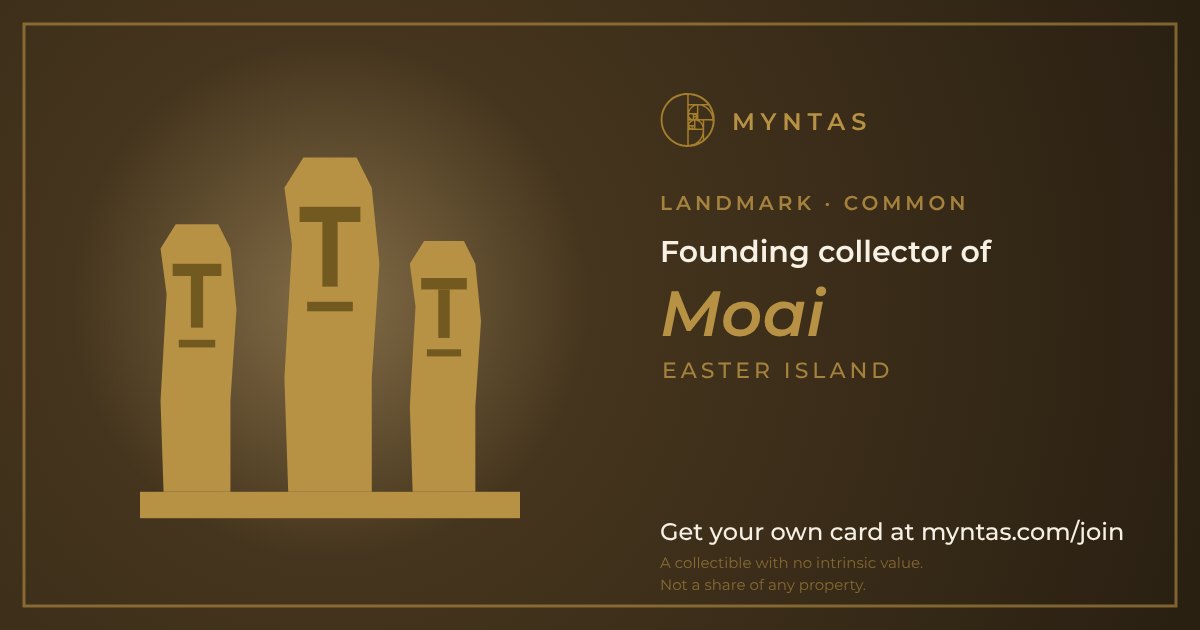 MYNTAS
LANDMARK · COMMON
Founding collector of
Moai
EASTER ISLAND
Get your own card at myntas.com/join
A collectible with no intrinsic value.
Not a share of any property.